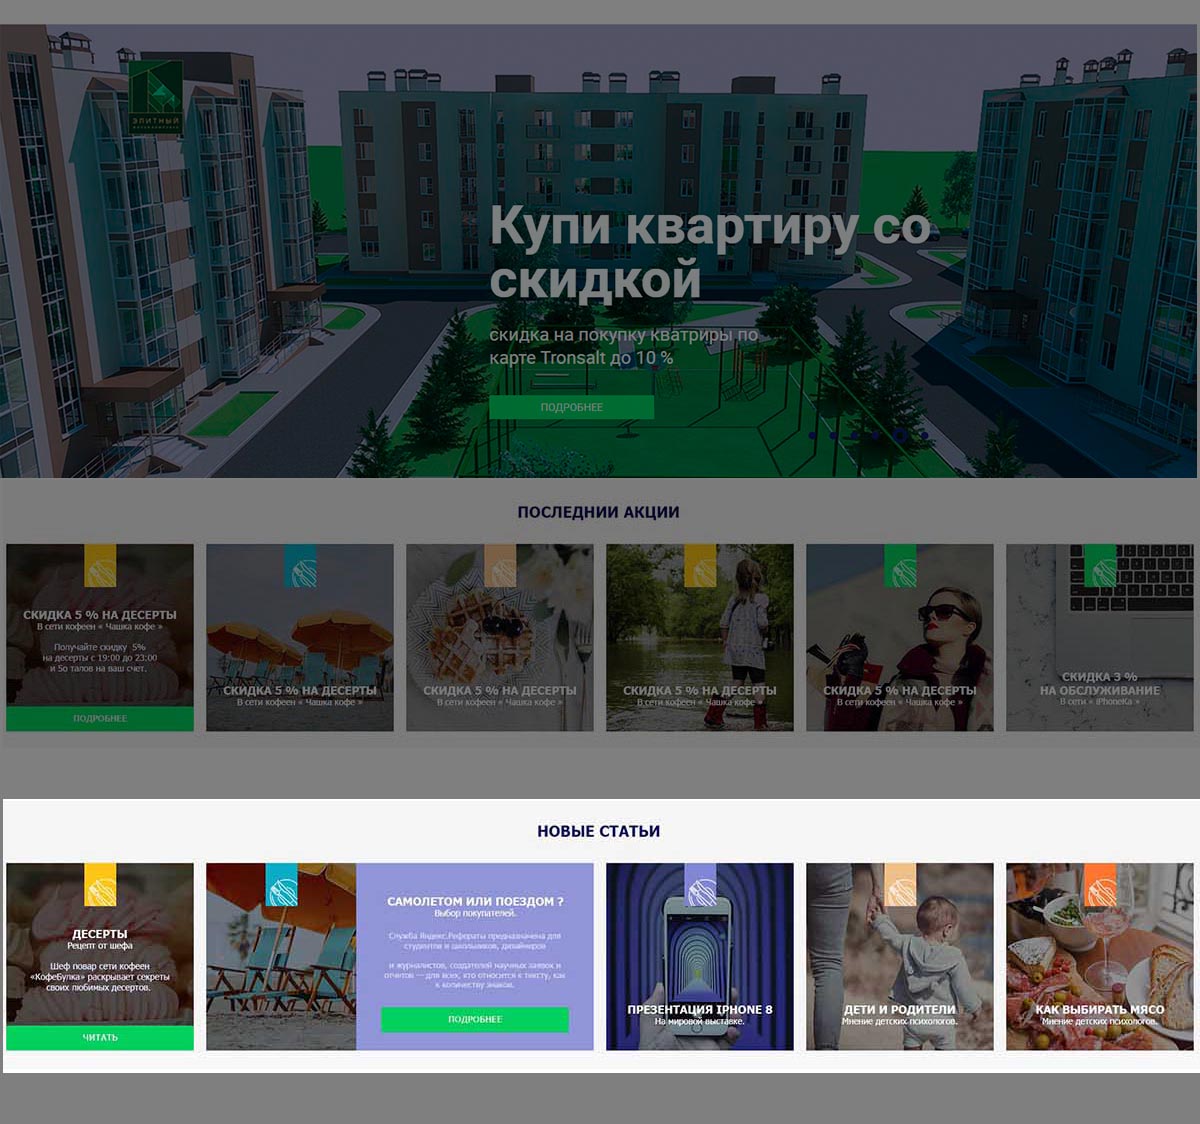 ЭЛИТНЫЙ
Купи квартиру со
скидкой
скидка на покупку кватриры по
карте Tronsalt до 10 %
ПОДРОБНЕЕ
ПОСЛЕДНИИ АКЦИИ
СКИДКА 5 % НА ДЕСЕРТЫ
В сети кофеен « Чашка кофе »
Получайте скидку 5%
на десерты с 19:00 до 23:00
и 5о талов на ваш счет.
ПОДРОБНЕЕ
СКИДКА 5 % НА ДЕСЕРТЫ
В сети кофеен « Чашка кофе »
СКИДКА 5 % НА ДЕСЕРТЫ
В сети кофеен « Чашка кофе »
СКИДКА 5 % НА ДЕСЕРТЫ
В сети кофеен « Чашка кофе »
СКИДКА 5 % НА ДЕСЕРТЫ
В сети кофеен « Чашка кофе »
СКИДКА 3 %
НА ОБСЛУЖИВАНИЕ
В сети « iPhoneKa »
НОВЫЕ СТАТЬИ
ДЕСЕРТЫ
Рецепт от шефа
Шеф повар сети кофеен
«КофеБулка» раскрывает секреты
своих любимых десертов.
ЧИТАТЬ
САМОЛЕТОМ ИЛИ ПОЕЗДОМ ?
Выбор покупателей.
Служба Яндекс.Рефераты предназначена для
студентов и школьников, дизайнеров
и журналистов, создателей научных заявок и
отчетов — для всех, кто относится к тексту, как
к количеству знаков.
ПОДРОБНЕЕ
ПРЕЗЕНТАЦИЯ IPHONE 8
На мировой выставке.
ДЕТИ И РОДИТЕЛИ
Мнение детских психологов.
КАК ВЫБИРАТЬ МЯСО
Мнение детских психологов.